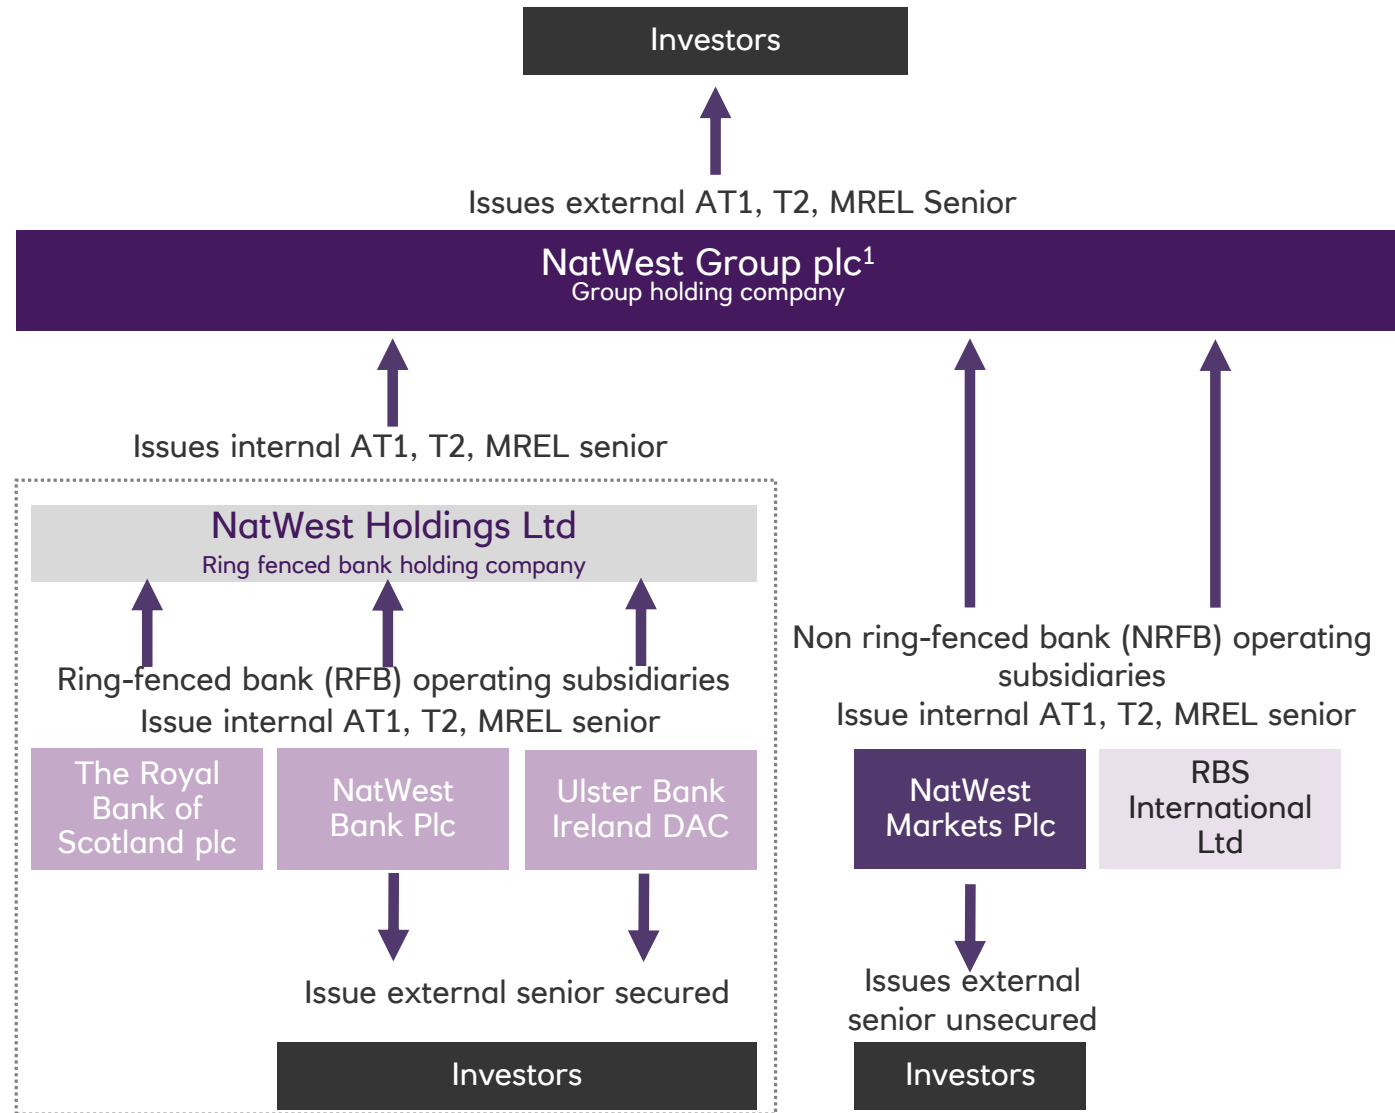 Investors
Issues external AT1, T2, MREL Senior
NatWest Group plc¹
Group holding company
Issues internal AT1, T2, MREL senior
NatWest Holdings Ltd
Ring fenced bank holding company
Ring-fenced bank (RFB) operating subsidiaries
Issue internal AT1, T2, MREL senior
Non ring-fenced bank (NRFB) operating
subsidiaries
Issue internal AT1, T2, MREL senior
The Royal
Bank of
Scotland plc
NatWest
Bank Plc
Ulster Bank
Ireland DAC
NatWest
Markets Plc
RBS
International
Ltd
Issue external senior secured
Issues external
senior unsecured
Investors
Investors